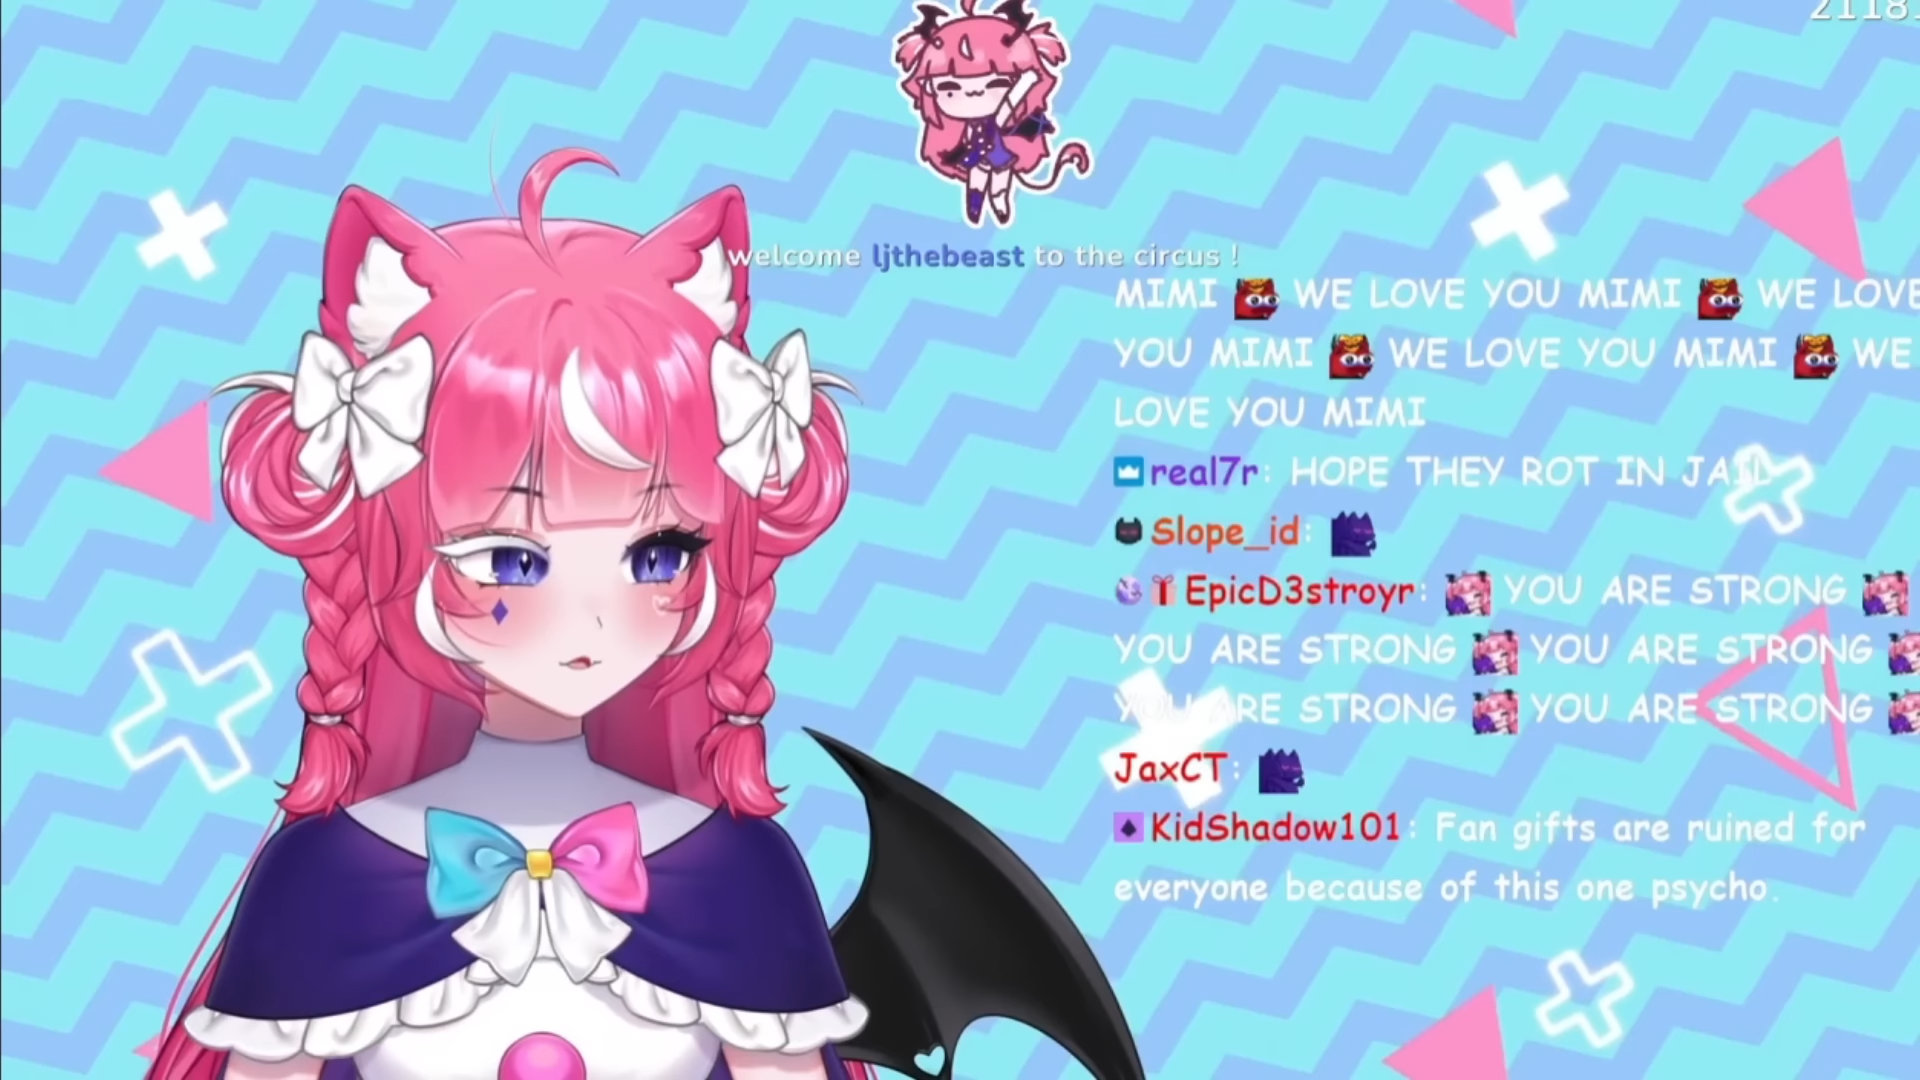 2118
welcome ljthebeast to the circus !
MIMI WE LOVE YOU MIMI WE LOVE
YOU MIMI WE LOVE YOU MIMI WE
LOVE YOU MIMI
real7r: HOPE THEY ROT IN JAIL
Slope_id:
EpicD3stroyr: YOU ARE STRONG
YOU ARE STRONG YOU ARE STRONG
YOU ARE STRONG YOU ARE STRONG
JaxCT:
KidShadow101: Fan gifts are ruined for
everyone because of this one psycho.